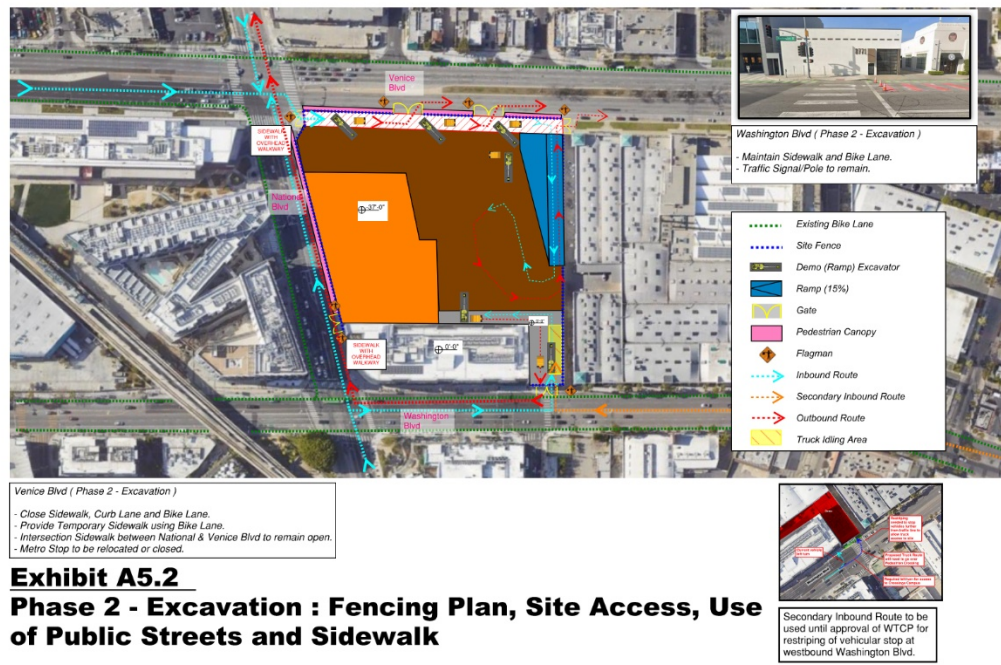 Venice
Blvd
SIDEWALK
WITH
OVERHEAD
WALKWAY
National
Blvd
-37'-0"
SIDEWALK
WITH
OVERHEAD
WALKWAY
0'-0"
Washington
Blvd
Washington Blvd ( Phase 2 - Excavation )
- Maintain Sidewalk and Bike Lane.
- Traffic Signal/Pole to remain.
Existing Bike Lane
Site Fence
Demo (Ramp) Excavator
Ramp (15%)
Gate
Pedestrian Canopy
Flagman
Inbound Route
Secondary Inbound Route
Outbound Route
Truck Idling Area
Venice Blvd ( Phase 2 - Excavation )
- Close Sidewalk, Curb Lane and Bike Lane.
- Provide Temporary Sidewalk using Bike Lane.
- Intersection Sidewalk between National & Venice Blvd to remain open.
- Metro Stop to be relocated or closed.
Exhibit A5.2
Phase 2 - Excavation : Fencing Plan, Site Access, Use
of Public Streets and Sidewalk
Secondary Inbound Route to be
used until approval of WTCP for
restriping of vehicular stop at
westbound Washington Blvd.